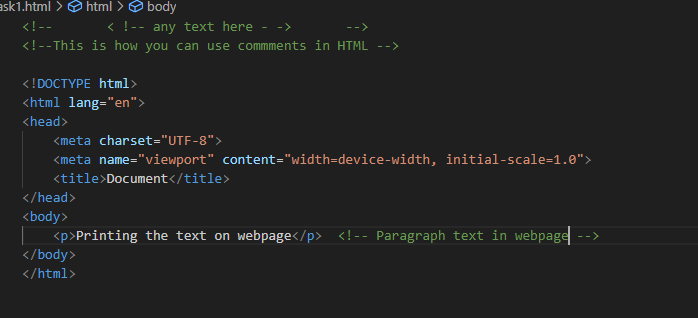 ask1.html > html > body
<!--       < !-- any text here - ->       -->
<!--This is how you can use commments in HTML -->
<!DOCTYPE html>
<html lang="en">
<head>
    <meta charset="UTF-8">
    <meta name="viewport" content="width=device-width, initial-scale=1.0">
    <title>Document</title>
</head>
<body>
    <p>Printing the text on webpage</p>  <!-- Paragraph text in webpage -->
</body>
</html>